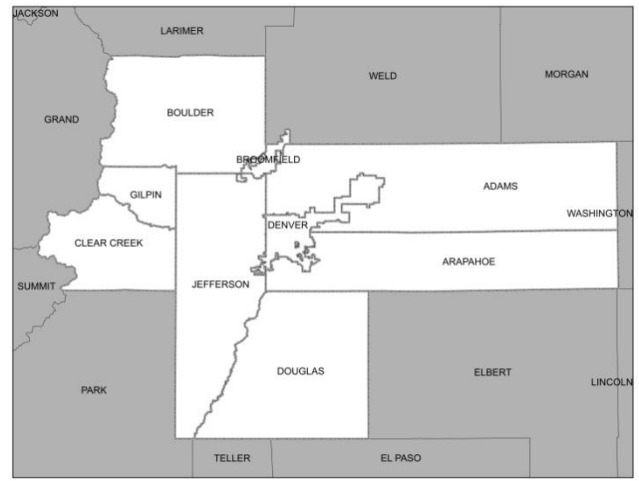 JACKSON
LARIMER
WELD
MORGAN
GRAND
BOULDER
BROOMFIELD
GILPIN
ADAMS
WASHINGTON
DENVER
CLEAR CREEK
ARAPAHOE
SUMMIT
JEFFERSON
DOUGLAS
ELBERT
LINCOLN
PARK
TELLER
EL PASO